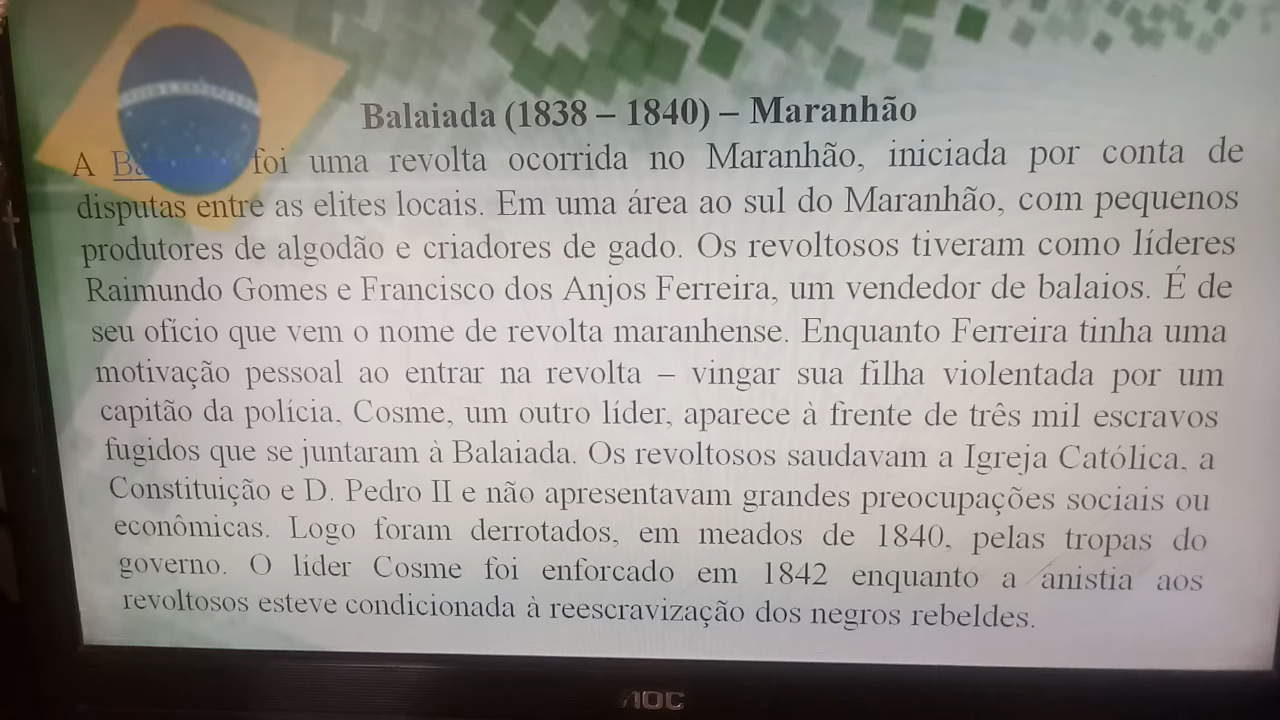 Balaiada (1838 – 1840) – Maranhão
A foi uma revolta ocorrida no Maranhão, iniciada por conta de
disputas entre as elites locais. Em uma área ao sul do Maranhão, com pequenos
produtores de algodão e criadores de gado. Os revoltosos tiveram como líderes
Raimundo Gomes e Francisco dos Anjos Ferreira, um vendedor de balaios. É de
seu ofício que vem o nome de revolta maranhense. Enquanto Ferreira tinha uma
motivação pessoal ao entrar na revolta – vingar sua filha violentada por um
capitão da polícia, Cosme, um outro líder, aparece à frente de três mil escravos
fugidos que se juntaram à Balaiada. Os revoltosos saudavam a Igreja Católica, a
Constituição e D. Pedro II e não apresentavam grandes preocupações sociais ou
econômicas. Logo foram derrotados, em meados de 1840, pelas tropas do
governo. O líder Cosme foi enforcado em 1842 enquanto a anistia aos
revoltosos esteve condicionada à reescravização dos negros rebeldes.
AOC